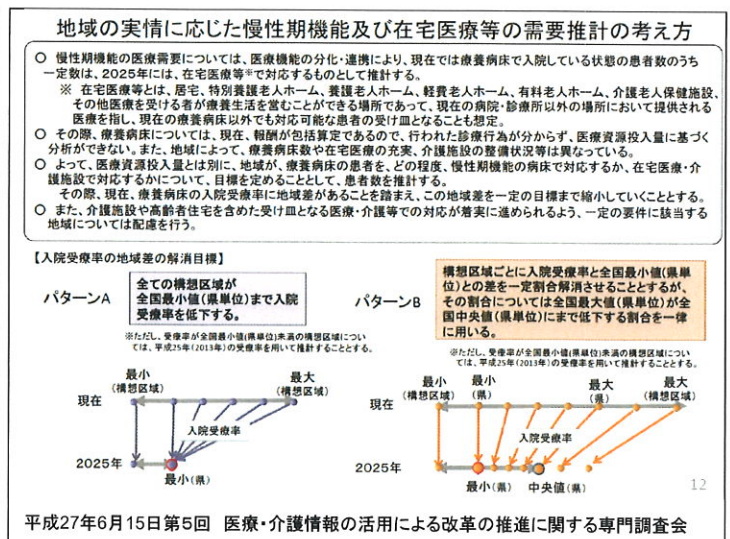 地域の実情に応じた慢性期機能及び在宅医療等の需要推計の考え方
○ 慢性期機能の医療需要については、医療機能の分化・連携により、現在では療養病床で入院している状態の患者数のうち
一定数は、2025年には、在宅医療等※で対応するものとして推計する。
※ 在宅医療等とは、居宅、特別養護老人ホーム、養護老人ホーム、軽費老人ホーム、有料老人ホーム、介護老人保健施設、
その他医療を受ける者が療養生活を営むことができる場所であって、現在の病院・診療所以外の場所において提供される
医療を指し、現在の療養病床以外でも対応可能な患者の受け皿となることも想定。
○ その際、療養病床については、現在、報酬が包括算定であるので、行われた診療行為が分からず、医療資源投入量に基づく
分析ができない。また、地域によって、療養病床数や在宅医療の充実、介護施設の整備状況等は異なっている。
○ よって、医療資源投入量とは別に、地域が、療養病床の患者を、どの程度、慢性期機能の病床で対応するか、在宅医療・介
護施設で対応するかについて、目標を定めることとして、患者数を推計する。
その際、現在、療養病床の入院受療率に地域差があることを踏まえ、この地域差を一定の目標まで縮小していくこととする。
○ また、介護施設や高齢者住宅を含めた受け皿となる医療・介護等での対応が着実に進められるよう、一定の要件に該当する
地域については配慮を行う。
【入院受療率の地域差の解消目標】
パターンA
全ての構想区域が
全国最小値(県単位)まで入院
受療率を低下する。
※ただし、受療率が全国最小値(県単位)未満の構想区域につい
ては、平成25年(2013年)の受療率を用いて推計することとする。
最小
(構想区域)
最大
(構想区域)
現在
入院受療率
2025年
最小(県)
パターンB
構想区域ごとに入院受療率と全国最小値(県単
位)との差を一定割合解消させることとするが、
その割合については全国最大値(県単位)が全
国中央値(県単位)にまで低下する割合を一律
に用いる。
※ただし、受療率が全国最小値(県単位)未満の構想区域につい
ては、平成25年(2013年)の受療率を用いて推計することとする。
最小
(構想区域)
最小
(県)
最大
(県)
最大
(構想区域)
現在
入院受療率
2025年
最小(県)
中央値(県)
12
平成27年6月15日第5回 医療・介護情報の活用による改革の推進に関する専門調査会